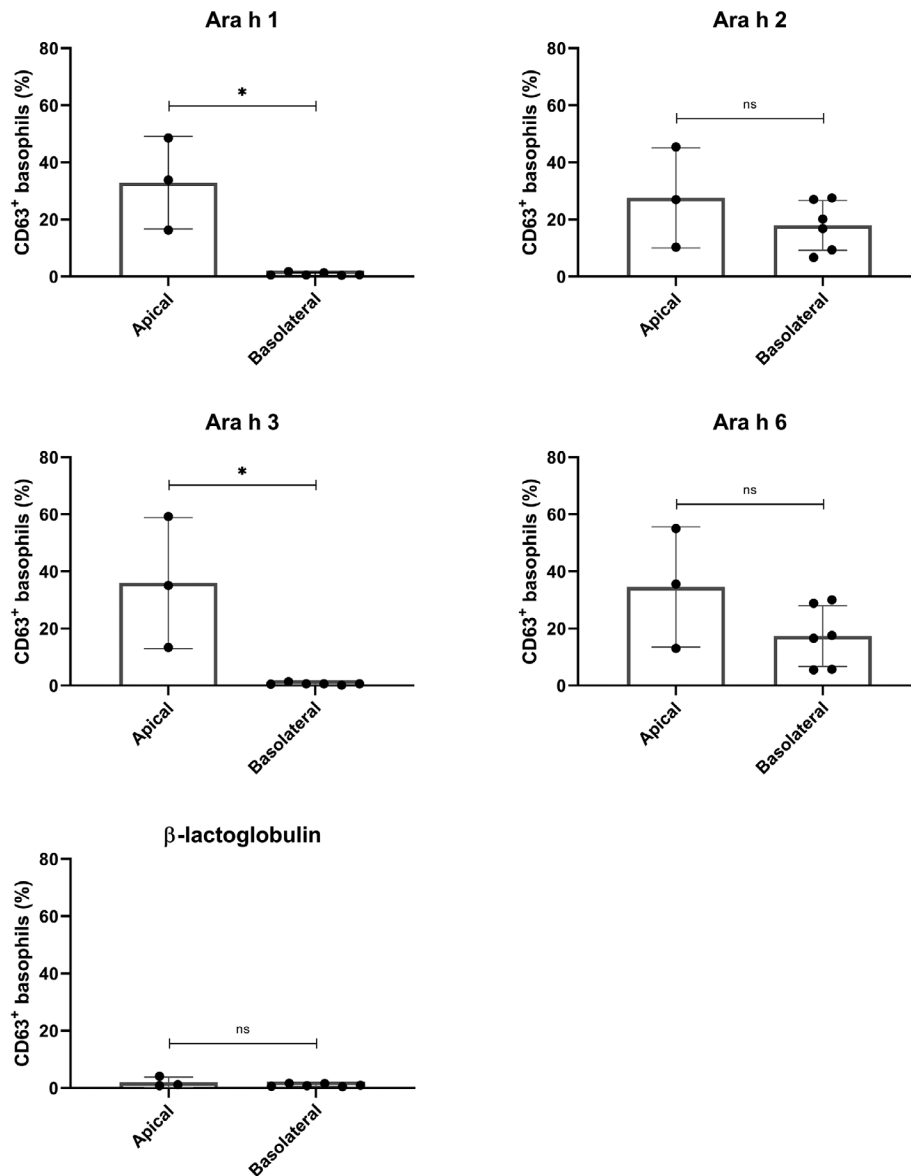 Ara h 1
CD63⁺ basophils (%)
80
60
40
20
0
*
Apical
Basolateral
Ara h 2
CD63⁺ basophils (%)
80
60
40
20
0
ns
Apical
Basolateral
Ara h 3
CD63⁺ basophils (%)
80
60
40
20
0
*
Apical
Basolateral
Ara h 6
CD63⁺ basophils (%)
80
60
40
20
0
ns
Apical
Basolateral
β-lactoglobulin
CD63⁺ basophils (%)
80
60
40
20
0
ns
Apical
Basolateral